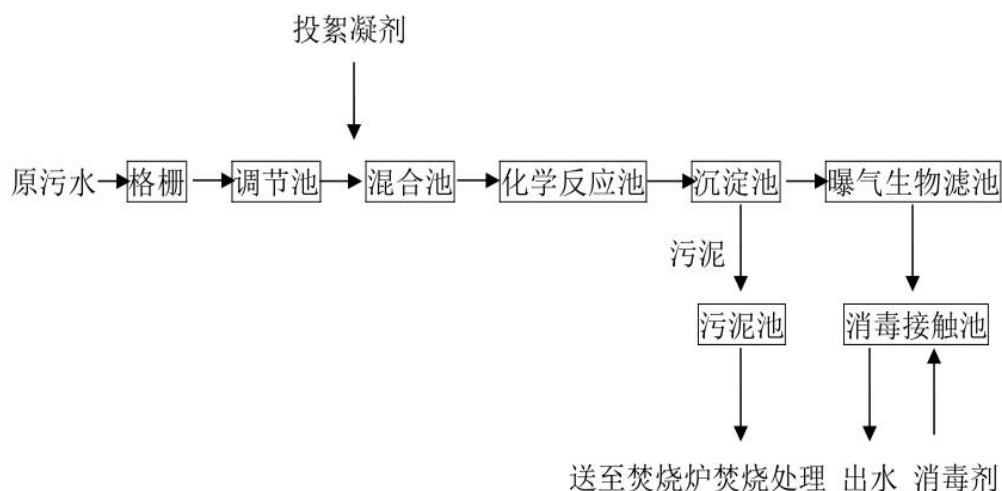 投絮凝剂
原污水 格栅 调节池 混合池 化学反应池 沉淀池 曝气生物滤池
污泥
污泥池 消毒接触池
送至焚烧炉焚烧处理 出水 消毒剂